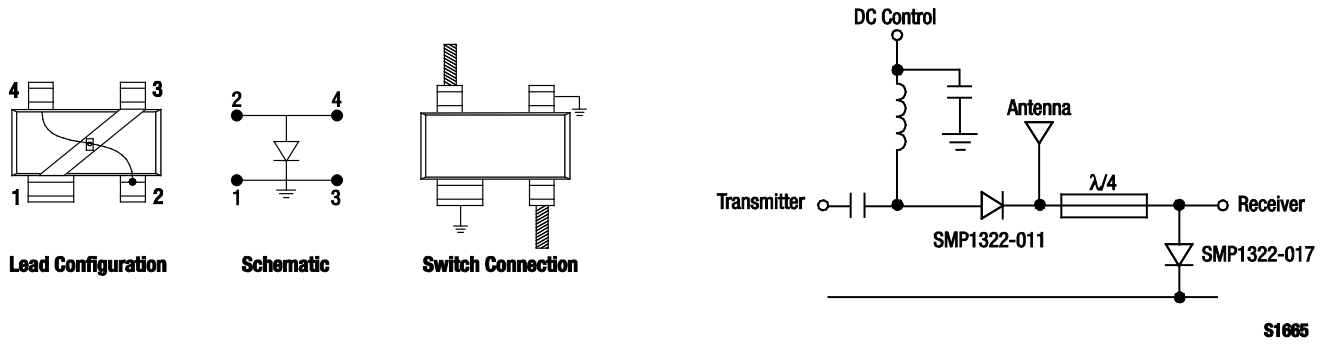 4 3
1 2
Lead Configuration
2 4
1 3
Schematic
Switch Connection
DC Control
Antenna
λ/4
Transmitter
Receiver
SMP1322-011
SMP1322-017
S1665